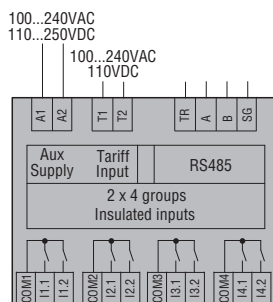 100...240VAC
110...250VDC
100...240VAC
110VDC
A1 A2 T1 T2 TR A B SG
Aux Supply
Tariff Input
RS485
2 x 4 groups
Insulated inputs
COM1 I1.1 I1.2 COM2 I2.1 I2.2 COM3 I3.1 I3.2 COM4 I4.1 I4.2